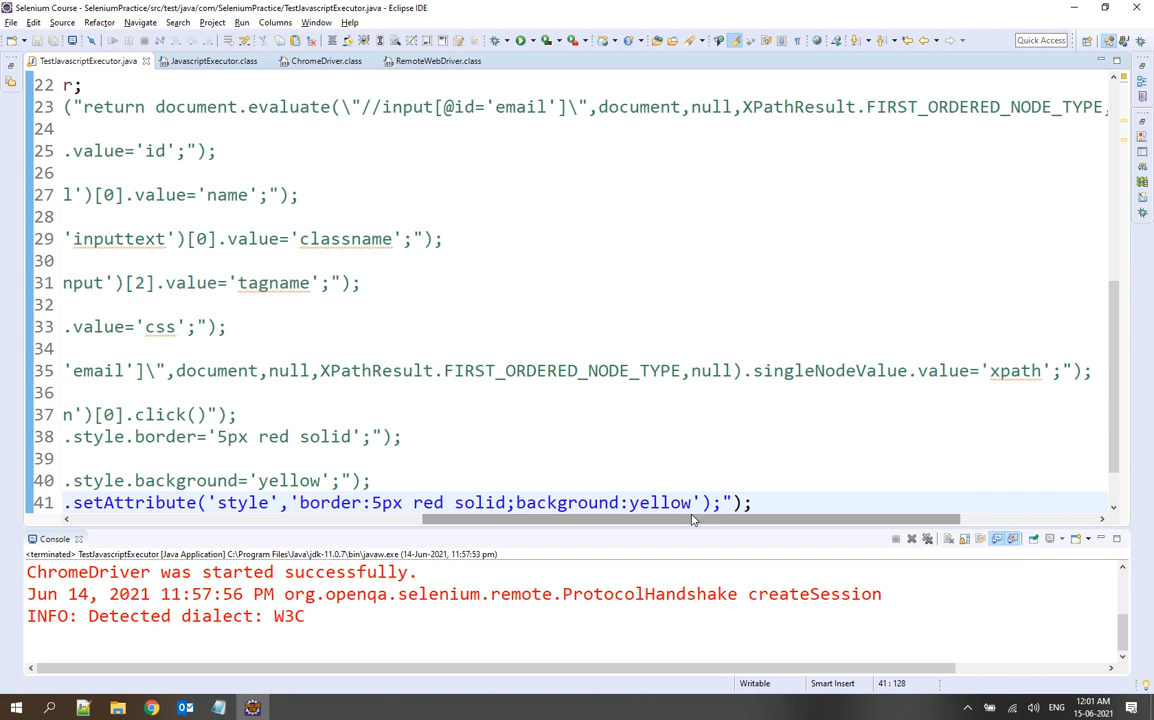 Selenium Course - SeleniumPractice/src/test/java/com/SeleniumPractice/TestJavascriptExecutor.java - Eclipse IDE
File Edit Source Refactor Navigate Search Project Run Columns Window Help
Quick Access
TestJavascriptExecutor.java JavascriptExecutor.class ChromeDriver.class RemoteWebDriver.class
22 r;
23 ("return document.evaluate(\"//input[@id='email']\",document,null,XPathResult.FIRST_ORDERED_NODE_TYPE,
24
25 .value='id';");
26
27 l')[0].value='name';");
28
29 'inputtext')[0].value='classname';");
30
31 nput')[2].value='tagname';");
32
33 .value='css';");
34
35 'email']\",document,null,XPathResult.FIRST_ORDERED_NODE_TYPE,null).singleNodeValue.value='xpath';");
36
37 n')[0].click()");
38 .style.border='5px red solid';");
39
40 .style.background='yellow';");
41 .setAttribute('style','border:5px red solid;background:yellow');");
Console
<terminated> TestJavascriptExecutor [Java Application] C:\Program Files\Java\jdk-11.0.7\bin\javaw.exe (14-Jun-2021, 11:57:53 pm)
ChromeDriver was started successfully.
Jun 14, 2021 11:57:56 PM org.openqa.selenium.remote.ProtocolHandshake createSession
INFO: Detected dialect: W3C
Writable Smart Insert 41 : 128
ENG 12:01 AM
15-06-2021